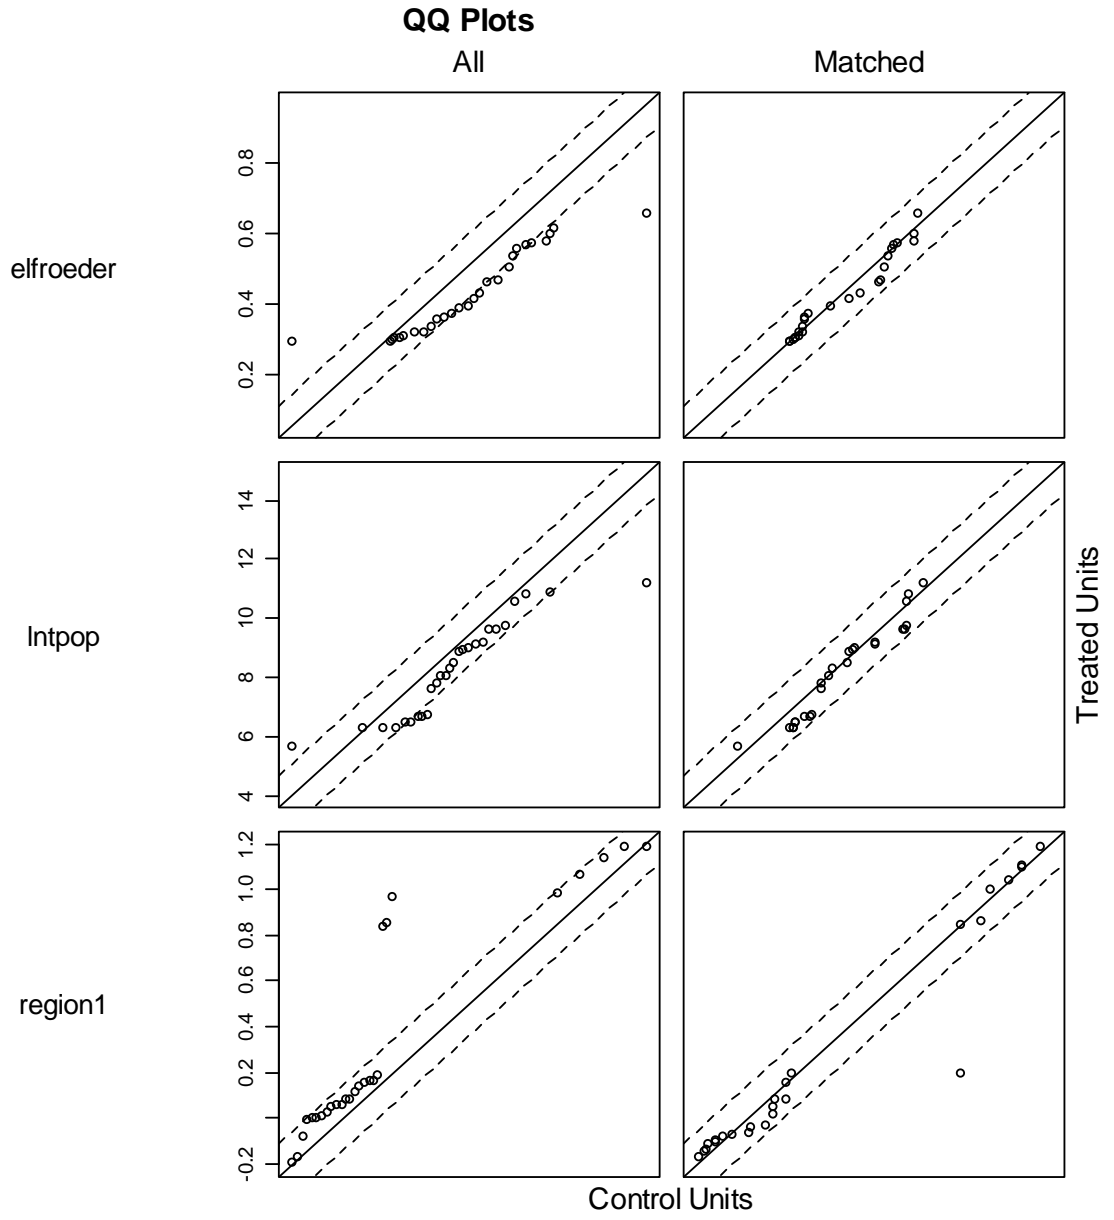 QQ Plots
All
Matched
elfroeder
0.8
0.6
0.4
0.2
lntpop
14
12
10
8
6
4
Treated Units
region1
1.2
1.0
0.8
0.6
0.4
0.2
-0.2
Control Units